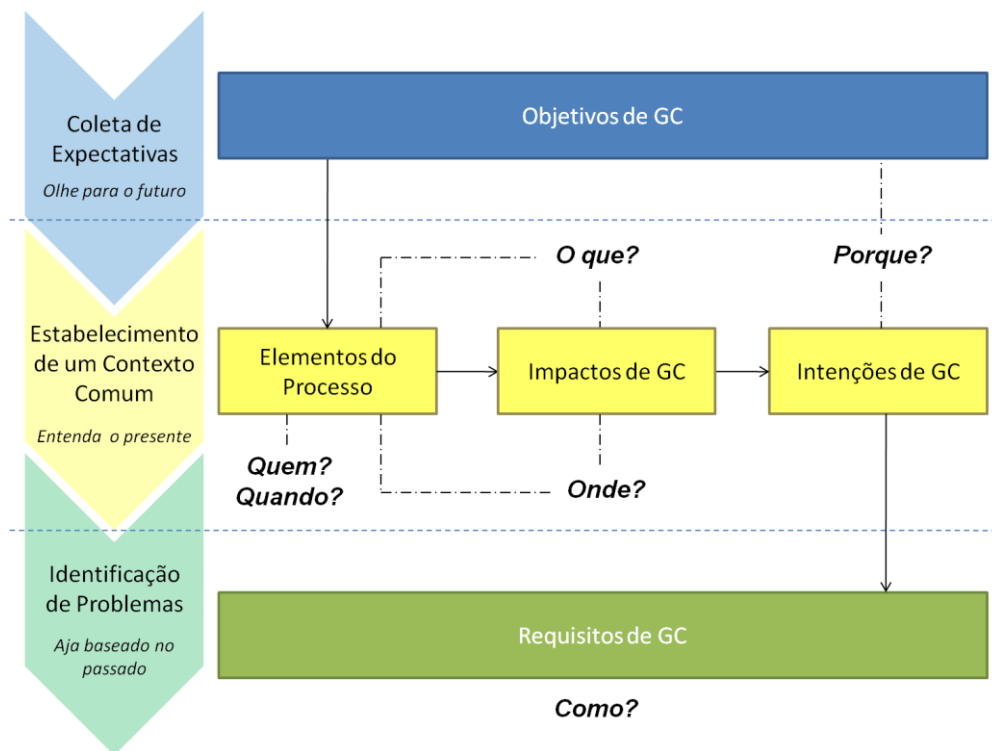 Coleta de
Expectativas
Olhe para o futuro
Objetivos de GC
O que?
Porque?
Estabelecimento
de um Contexto
Comum
Entenda o presente
Elementos do
Processo
Impactos de GC
Intenções de GC
Quem?
Quando?
Onde?
Identificação
de Problemas
Aja baseado no
passado
Requisitos de GC
Como?